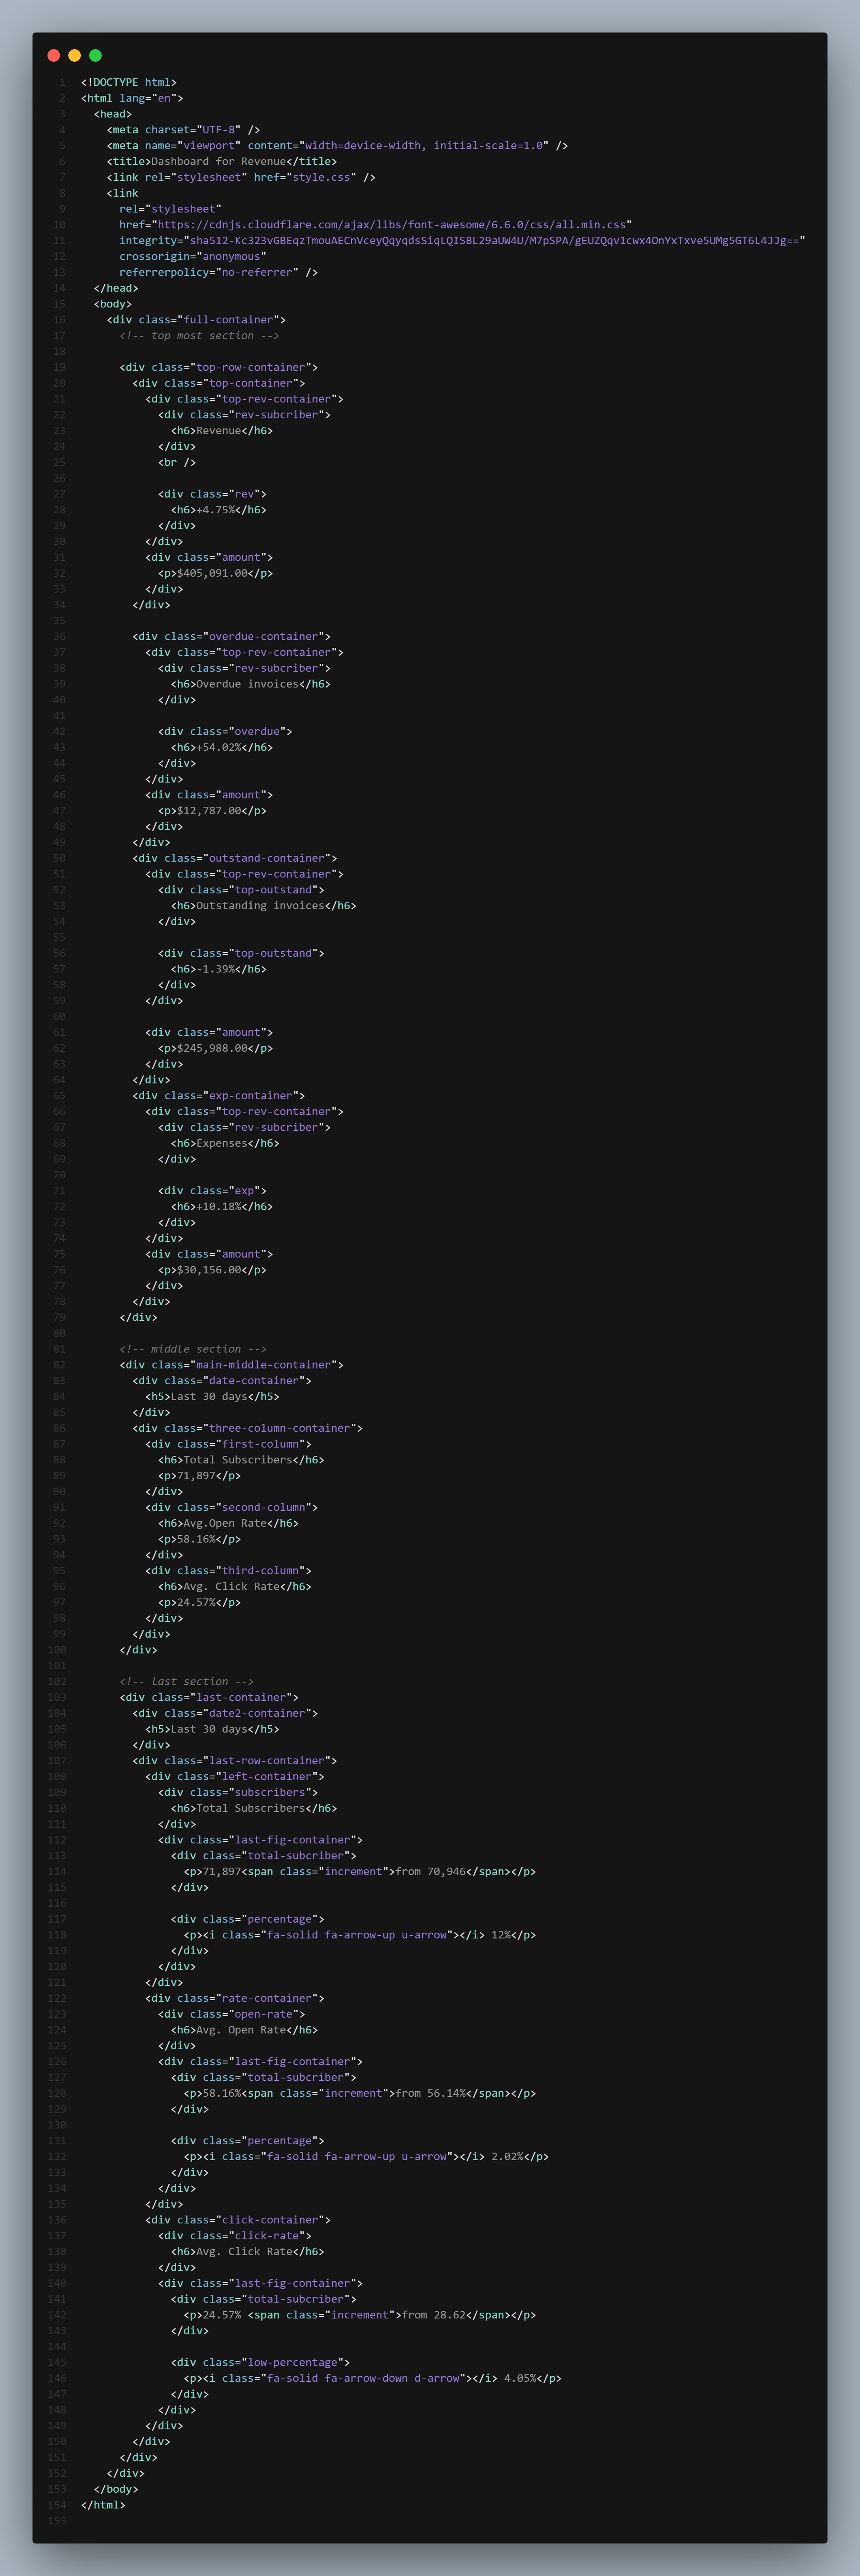 1 <!DOCTYPE html>
2 <html lang="en">
3   <head>
4     <meta charset="UTF-8" />
5     <meta name="viewport" content="width=device-width, initial-scale=1.0" />
6     <title>Dashboard for Revenue</title>
7     <link rel="stylesheet" href="style.css" />
8     <link
9       rel="stylesheet"
10       href="https://cdnjs.cloudflare.com/ajax/libs/font-awesome/6.6.0/css/all.min.css"
11       integrity="sha512-Kc323vGBEqzTmouAECnVceyQqyqdsSiqLQISBL29aUW4U/M7pSPA/gEUZQqv1cwx4OnYxTxve5UMg5GT6L4JJg=="
12       crossorigin="anonymous"
13       referrerpolicy="no-referrer" />
14   </head>
15   <body>
16     <div class="full-container">
17       <!-- top most section -->
18
19       <div class="top-row-container">
20         <div class="top-container">
21           <div class="top-rev-container">
22             <div class="rev-subcriber">
23               <h6>Revenue</h6>
24             </div>
25             <br />
26
27             <div class="rev">
28               <h6>+4.75%</h6>
29             </div>
30           </div>
31           <div class="amount">
32             <p>$405,091.00</p>
33           </div>
34         </div>
35
36         <div class="overdue-container">
37           <div class="top-rev-container">
38             <div class="rev-subcriber">
39               <h6>Overdue invoices</h6>
40             </div>
41
42             <div class="overdue">
43               <h6>+54.02%</h6>
44             </div>
45           </div>
46           <div class="amount">
47             <p>$12,787.00</p>
48           </div>
49         </div>
50         <div class="outstand-container">
51           <div class="top-rev-container">
52             <div class="top-outstand">
53               <h6>Outstanding invoices</h6>
54             </div>
55
56             <div class="top-outstand">
57               <h6>-1.39%</h6>
58             </div>
59           </div>
60
61           <div class="amount">
62             <p>$245,988.00</p>
63           </div>
64         </div>
65         <div class="exp-container">
66           <div class="top-rev-container">
67             <div class="rev-subcriber">
68               <h6>Expenses</h6>
69             </div>
70
71             <div class="exp">
72               <h6>+10.18%</h6>
73             </div>
74           </div>
75           <div class="amount">
76             <p>$30,156.00</p>
77           </div>
78         </div>
79       </div>
80
81       <!-- middle section -->
82       <div class="main-middle-container">
83         <div class="date-container">
84           <h5>Last 30 days</h5>
85         </div>
86         <div class="three-column-container">
87           <div class="first-column">
88             <h6>Total Subscribers</h6>
89             <p>71,897</p>
90           </div>
91           <div class="second-column">
92             <h6>Avg.Open Rate</h6>
93             <p>58.16%</p>
94           </div>
95           <div class="third-column">
96             <h6>Avg. Click Rate</h6>
97             <p>24.57%</p>
98           </div>
99         </div>
100       </div>
101
102       <!-- last section -->
103       <div class="last-container">
104         <div class="date2-container">
105           <h5>Last 30 days</h5>
106         </div>
107         <div class="last-row-container">
108           <div class="left-container">
109             <div class="subscribers">
110               <h6>Total Subscribers</h6>
111             </div>
112             <div class="last-fig-container">
113               <div class="total-subcriber">
114                 <p>71,897<span class="increment">from 70,946</span></p>
115               </div>
116
117               <div class="percentage">
118                 <p><i class="fa-solid fa-arrow-up u-arrow"></i> 12%</p>
119               </div>
120             </div>
121           </div>
122           <div class="rate-container">
123             <div class="open-rate">
124               <h6>Avg. Open Rate</h6>
125             </div>
126             <div class="last-fig-container">
127               <div class="total-subcriber">
128                 <p>58.16%<span class="increment">from 56.14%</span></p>
129               </div>
130
131               <div class="percentage">
132                 <p><i class="fa-solid fa-arrow-up u-arrow"></i> 2.02%</p>
133               </div>
134             </div>
135           </div>
136           <div class="click-container">
137             <div class="click-rate">
138               <h6>Avg. Click Rate</h6>
139             </div>
140             <div class="last-fig-container">
141               <div class="total-subcriber">
142                 <p>24.57% <span class="increment">from 28.62</span></p>
143               </div>
144
145               <div class="low-percentage">
146                 <p><i class="fa-solid fa-arrow-down d-arrow"></i> 4.05%</p>
147               </div>
148             </div>
149           </div>
150         </div>
151       </div>
152     </div>
153   </body>
154 </html>
155